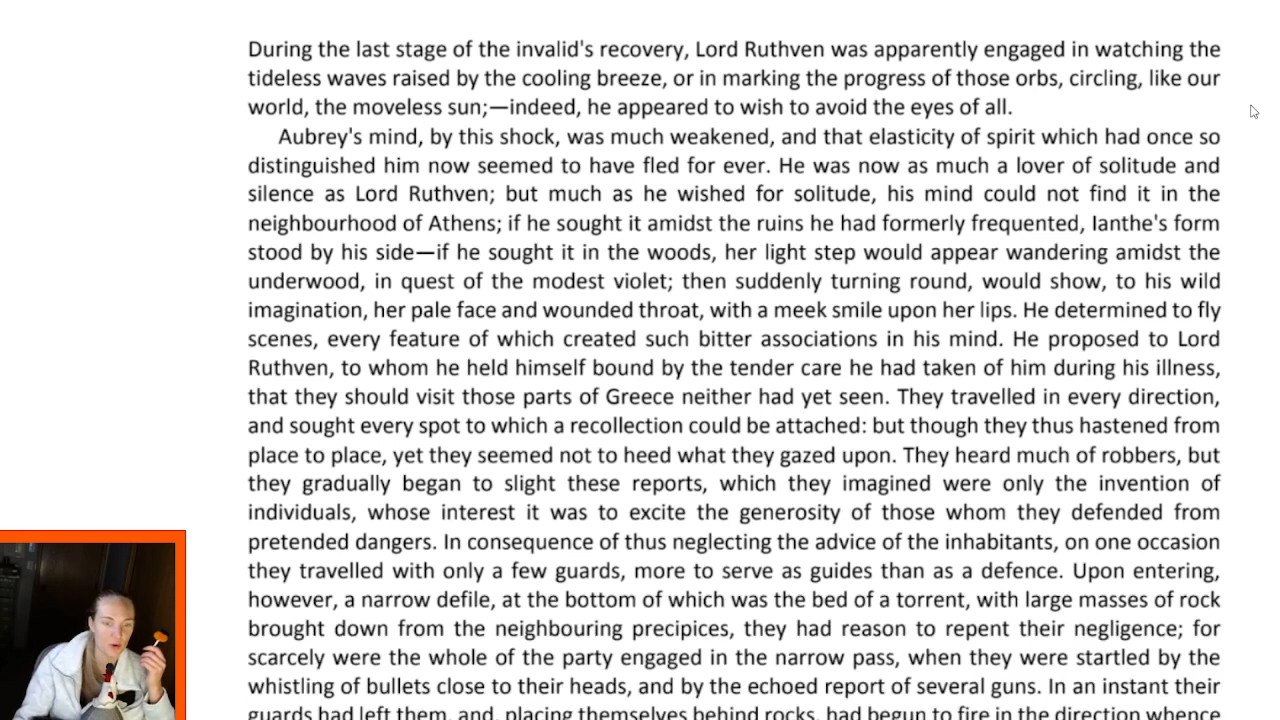 During the last stage of the invalid's recovery, Lord Ruthven was apparently engaged in watching the
tideless waves raised by the cooling breeze, or in marking the progress of those orbs, circling, like our
world, the moveless sun;—indeed, he appeared to wish to avoid the eyes of all.
Aubrey's mind, by this shock, was much weakened, and that elasticity of spirit which had once so
distinguished him now seemed to have fled for ever. He was now as much a lover of solitude and
silence as Lord Ruthven; but much as he wished for solitude, his mind could not find it in the
neighbourhood of Athens; if he sought it amidst the ruins he had formerly frequented, Ianthe's form
stood by his side—if he sought it in the woods, her light step would appear wandering amidst the
underwood, in quest of the modest violet; then suddenly turning round, would show, to his wild
imagination, her pale face and wounded throat, with a meek smile upon her lips. He determined to fly
scenes, every feature of which created such bitter associations in his mind. He proposed to Lord
Ruthven, to whom he held himself bound by the tender care he had taken of him during his illness,
that they should visit those parts of Greece neither had yet seen. They travelled in every direction,
and sought every spot to which a recollection could be attached: but though they thus hastened from
place to place, yet they seemed not to heed what they gazed upon. They heard much of robbers, but
they gradually began to slight these reports, which they imagined were only the invention of
individuals, whose interest it was to excite the generosity of those whom they defended from
pretended dangers. In consequence of thus neglecting the advice of the inhabitants, on one occasion
they travelled with only a few guards, more to serve as guides than as a defence. Upon entering,
however, a narrow defile, at the bottom of which was the bed of a torrent, with large masses of rock
brought down from the neighbouring precipices, they had reason to repent their negligence; for
scarcely were the whole of the party engaged in the narrow pass, when they were startled by the
whistling of bullets close to their heads, and by the echoed report of several guns. In an instant their
guards had left them, and, placing themselves behind rocks, had begun to fire in the direction whence